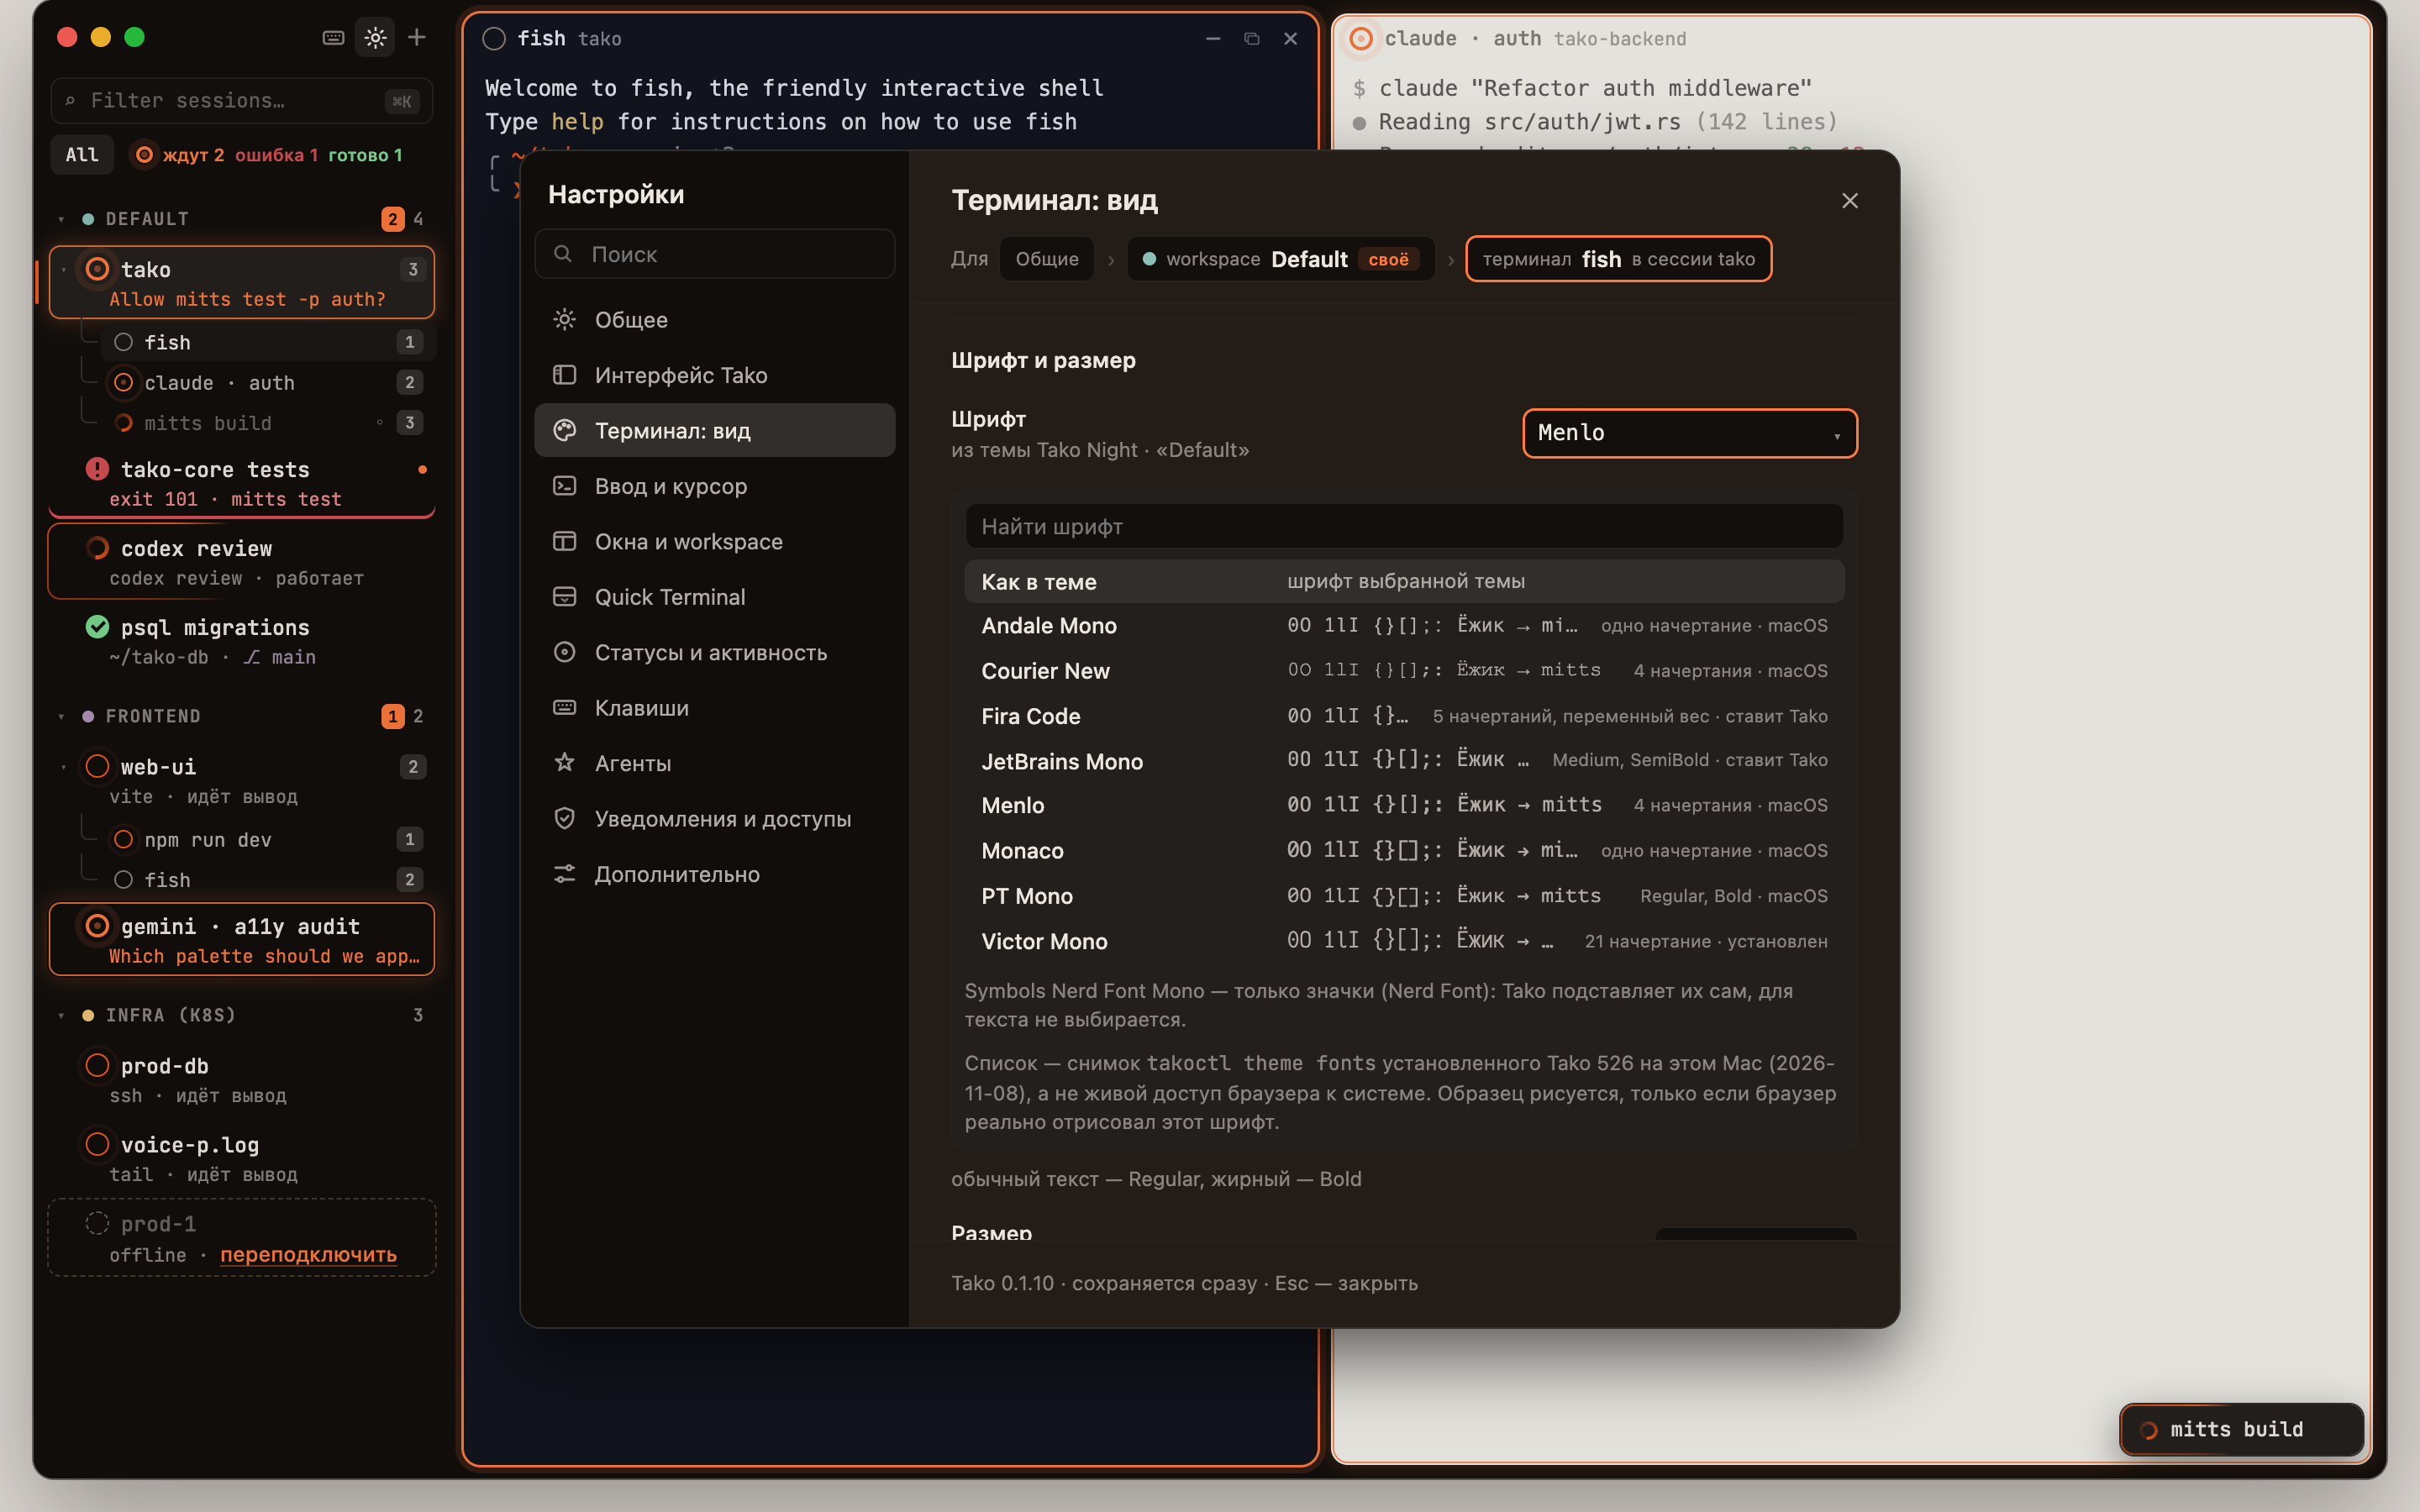 Filter sessions… ⌘K
All ждут 2 ошибка 1 готово 1
DEFAULT 2 4
tako 3
Allow mitts test -p auth?
fish 1
claude · auth 2
mitts build 3
tako-core tests
exit 101 · mitts test
codex review
codex review · работает
psql migrations
~/tako-db · ⎇ main
FRONTEND 1 2
web-ui 2
vite · идёт вывод
npm run dev 1
fish 2
gemini · a11y audit
Which palette should we app…
INFRA (K8S) 3
prod-db
ssh · идёт вывод
voice-p.log
tail · идёт вывод
prod-1
offline · переподключить
fish tako
Welcome to fish, the friendly interactive shell
Type help for instructions on how to use fish
claude · auth tako-backend
$ claude "Refactor auth middleware"
● Reading src/auth/jwt.rs (142 lines)
Настройки
Поиск
Общее
Интерфейс Tako
Терминал: вид
Ввод и курсор
Окна и workspace
Quick Terminal
Статусы и активность
Клавиши
Агенты
Уведомления и доступы
Дополнительно
Терминал: вид
Для Общие › workspace Default своё › терминал fish в сессии tako
Шрифт и размер
Шрифт
из темы Tako Night · «Default»
Menlo
Найти шрифт
Как в теме шрифт выбранной темы
Andale Mono 0O 1lI {}[];: Ёжик → mi… одно начертание · macOS
Courier New 0O 1lI {}[];: Ёжик → mitts 4 начертания · macOS
Fira Code 0O 1lI {}… 5 начертаний, переменный вес · ставит Tako
JetBrains Mono 0O 1lI {}[];: Ёжик … Medium, SemiBold · ставит Tako
Menlo 0O 1lI {}[];: Ёжик → mitts 4 начертания · macOS
Monaco 0O 1lI {}[];: Ёжик → mi… одно начертание · macOS
PT Mono 0O 1lI {}[];: Ёжик → mitts Regular, Bold · macOS
Victor Mono 0O 1lI {}[];: Ёжик → … 21 начертание · установлен
Symbols Nerd Font Mono — только значки (Nerd Font): Tako подставляет их сам, для
текста не выбирается.
Список — снимок takoctl theme fonts установленного Tako 526 на этом Mac (2026-
11-08), а не живой доступ браузера к системе. Образец рисуется, только если браузер
реально отрисовал этот шрифт.
обычный текст — Regular, жирный — Bold
Размер
Tako 0.1.10 · сохраняется сразу · Esc — закрыть
mitts build